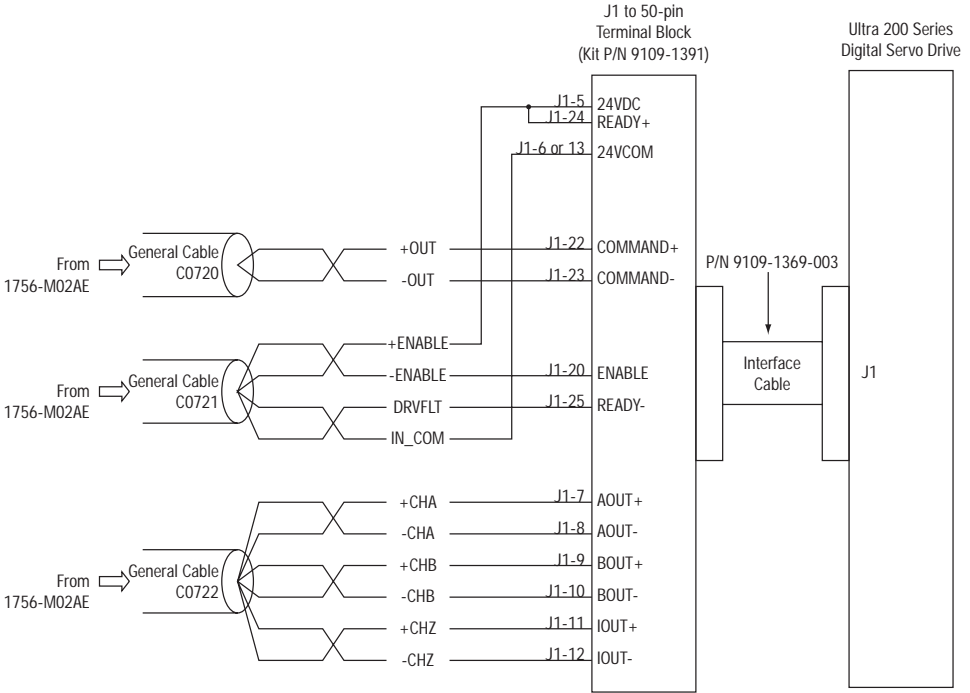 J1 to 50-pin
Terminal Block
(Kit P/N 9109-1391)
Ultra 200 Series
Digital Servo Drive
J1-5 24VDC
J1-24 READY+
J1-6 or 13 24VCOM
From
1756-M02AE
General Cable
C0720
+OUT J1-22 COMMAND+
-OUT J1-23 COMMAND-
P/N 9109-1369-003
From
1756-M02AE
General Cable
C0721
+ENABLE
-ENABLE J1-20 ENABLE
DRVFLT J1-25 READY-
IN_COM
Interface
Cable
J1
From
1756-M02AE
General Cable
C0722
+CHA J1-7 AOUT+
-CHA J1-8 AOUT-
+CHB J1-9 BOUT+
-CHB J1-10 BOUT-
+CHZ J1-11 IOUT+
-CHZ J1-12 IOUT-